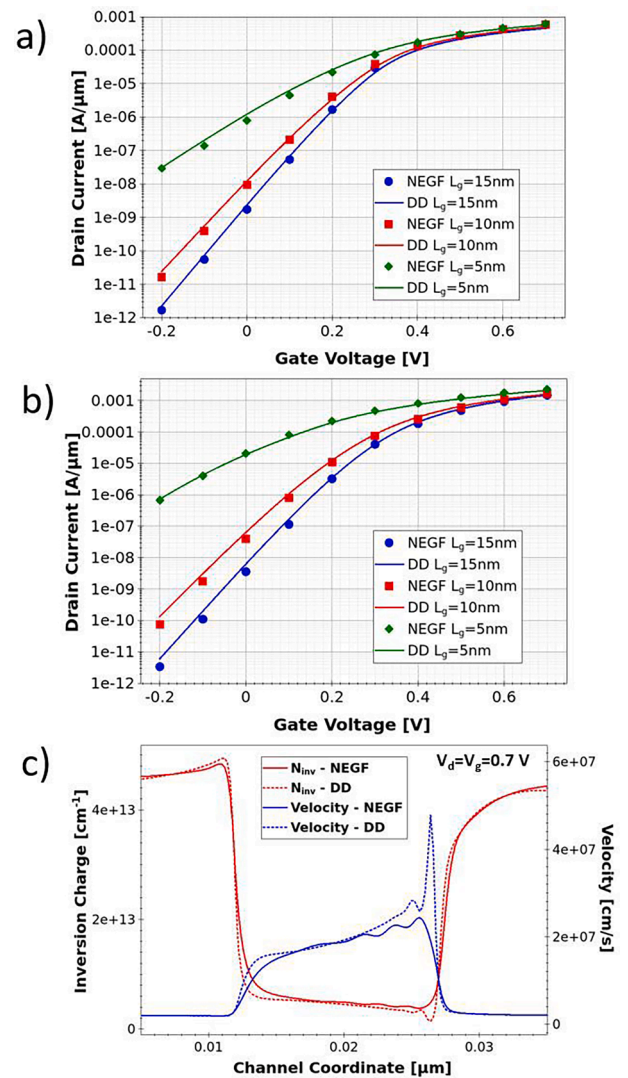 a)
0.001
0.0001
1e-05
1e-06
1e-07
1e-08
1e-09
1e-10
1e-11
1e-12
Drain Current [A/μm]
NEGF Lg=15nm
DD Lg=15nm
NEGF Lg=10nm
DD Lg=10nm
NEGF Lg=5nm
DD Lg=5nm
-0.2 0 0.2 0.4 0.6
Gate Voltage [V]
b)
0.001
0.0001
1e-05
1e-06
1e-07
1e-08
1e-09
1e-10
1e-11
1e-12
Drain Current [A/μm]
NEGF Lg=15nm
DD Lg=15nm
NEGF Lg=10nm
DD Lg=10nm
NEGF Lg=5nm
DD Lg=5nm
-0.2 0 0.2 0.4 0.6
Gate Voltage [V]
c)
Ninv - NEGF
Ninv - DD
Velocity - NEGF
Velocity - DD
Vd=Vg=0.7 V
4e+13
2e+13
0
Inversion Charge [cm-1]
6e+07
4e+07
2e+07
0
Velocity [cm/s]
0.01 0.02 0.03
Channel Coordinate [μm]